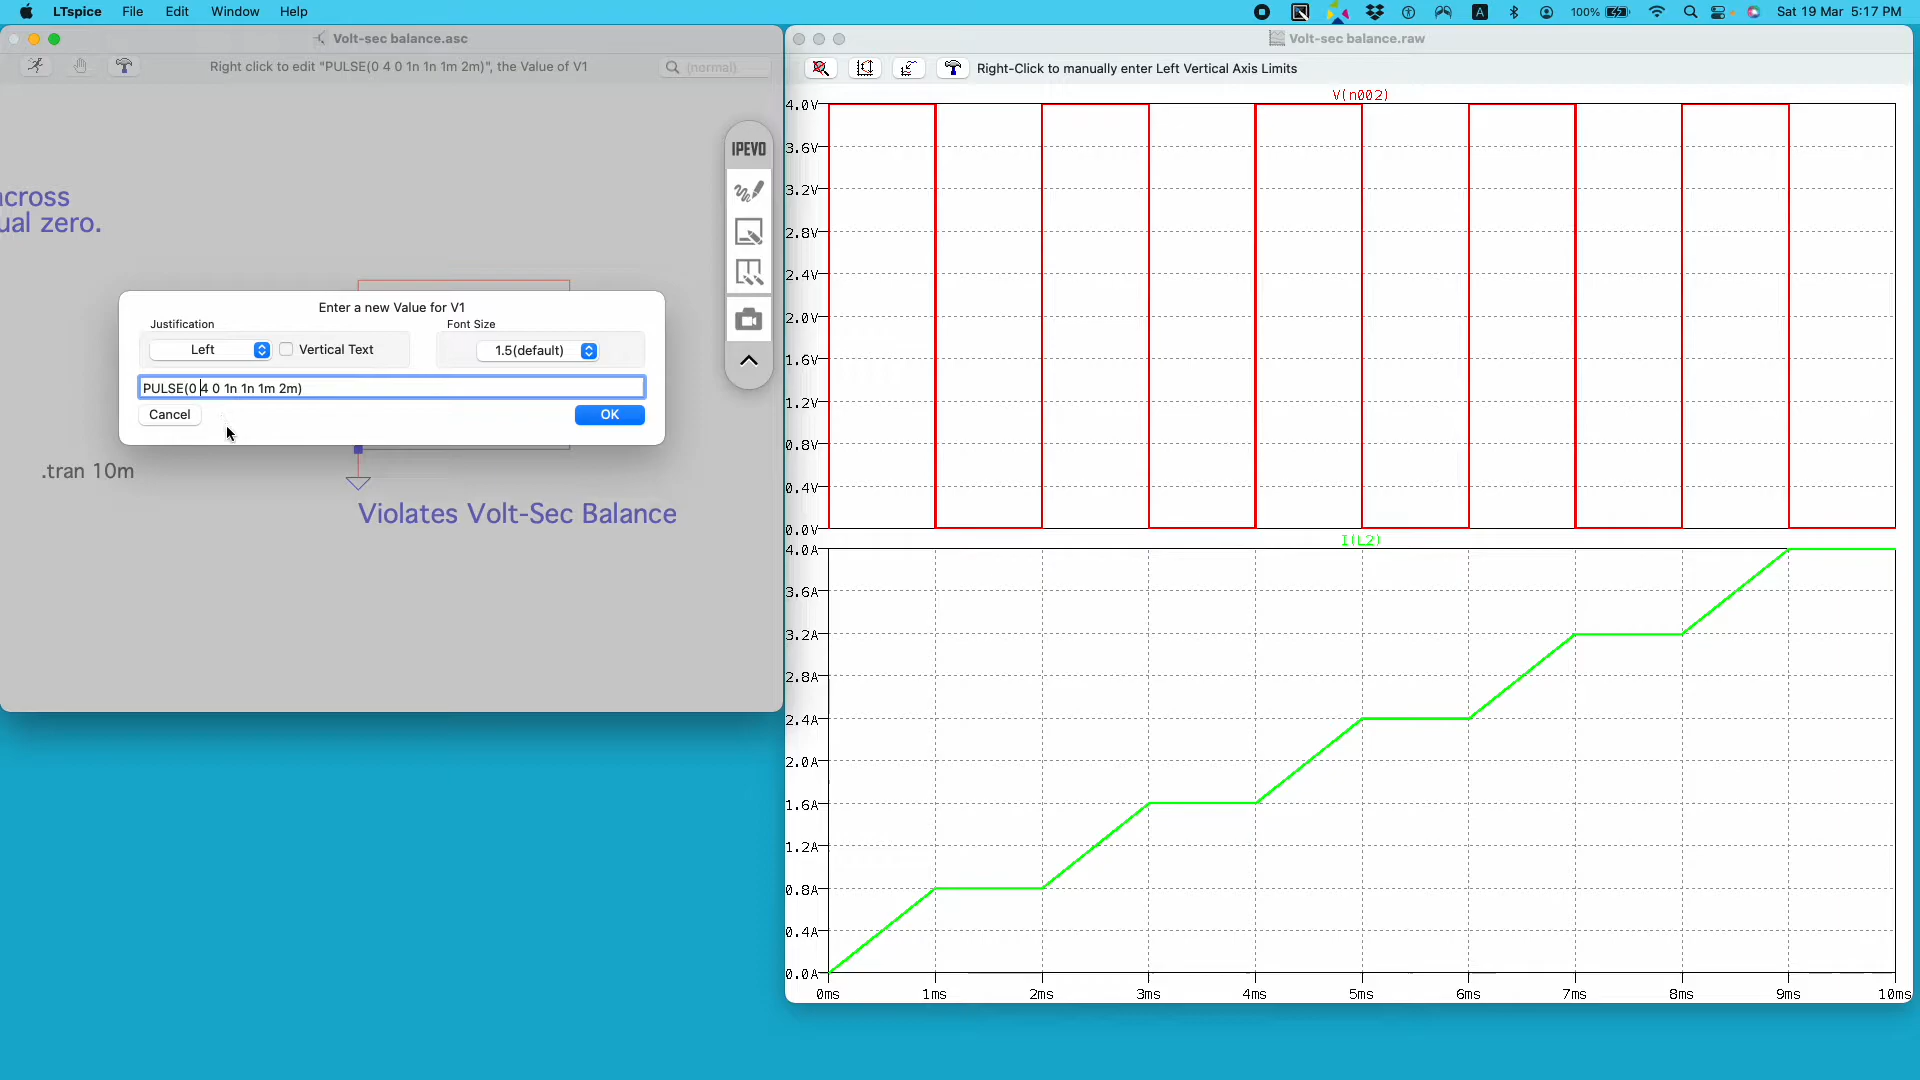 LTspice File Edit Window Help
A 100% Sat 19 Mar 5:17 PM
Volt-sec balance.asc
Right click to edit "PULSE(0 4 0 1n 1n 1m 2m)", the Value of V1
(normal)
across
ual zero.
IPEVO
Enter a new Value for V1
Justification
Font Size
Left
Vertical Text
1.5(default)
PULSE(0 4 0 1n 1n 1m 2m)
Cancel
OK
.tran 10m
Violates Volt-Sec Balance
Volt-sec balance.raw
Right-Click to manually enter Left Vertical Axis Limits
V(n002)
4.0V
3.6V
3.2V
2.8V
2.4V
2.0V
1.6V
1.2V
0.8V
0.4V
0.0V
I(L2)
4.0A
3.6A
3.2A
2.8A
2.4A
2.0A
1.6A
1.2A
0.8A
0.4A
0.0A
0ms 1ms 2ms 3ms 4ms 5ms 6ms 7ms 8ms 9ms 10ms